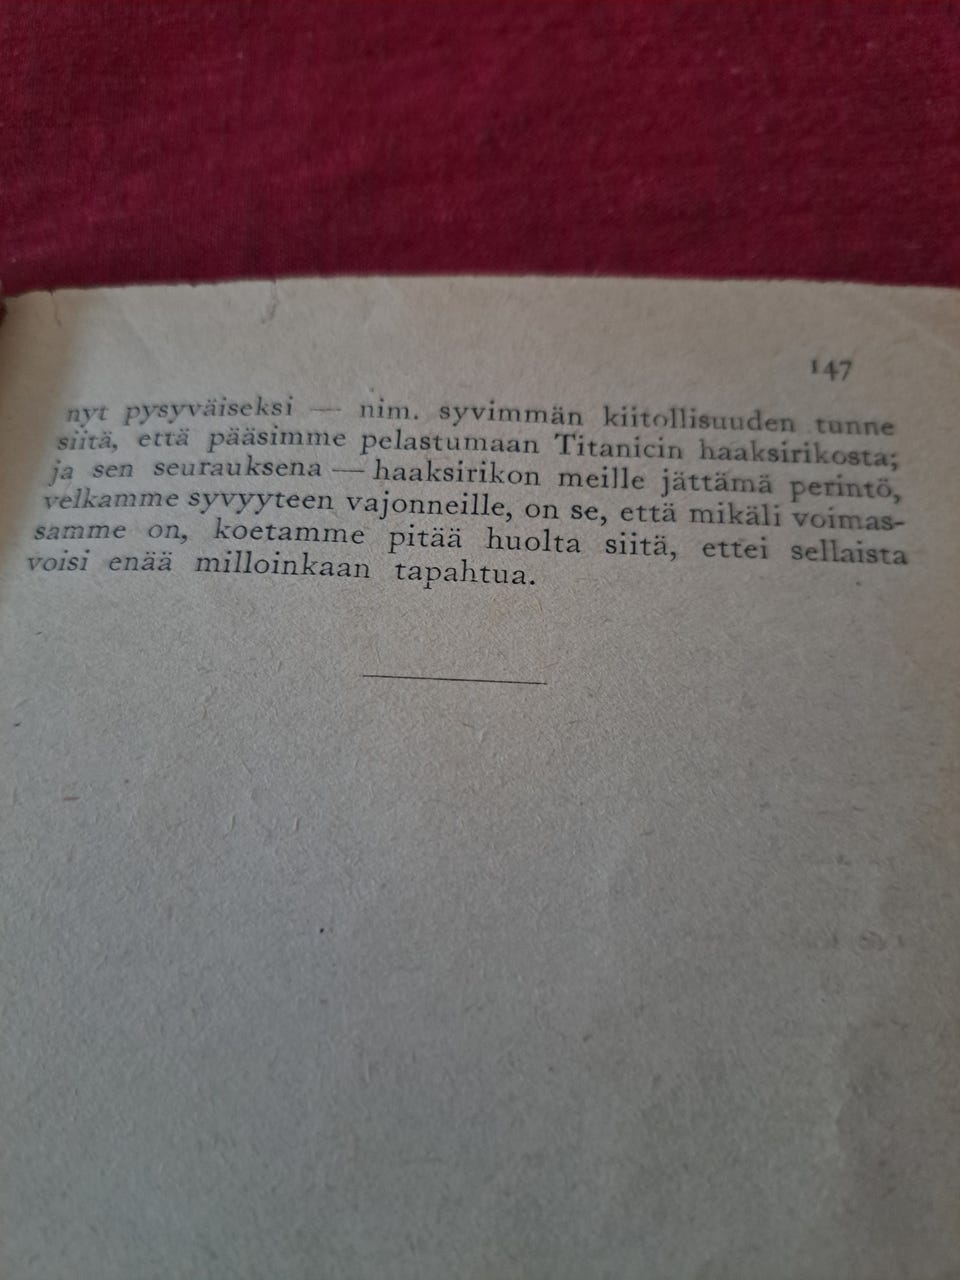 147
nyt pysyväiseksi — nim. syvimmän kiitollisuuden tunne
siitä, että pääsimme pelastumaan Titanicin haaksirikosta;
ja sen seurauksena — haaksirikon meille jättämä perintö,
velkamme syvyyteen vajonneille, on se, että mikäli voimas-
samme on, koetamme pitää huolta siitä, ettei sellaista
voisi enää milloinkaan tapahtua.